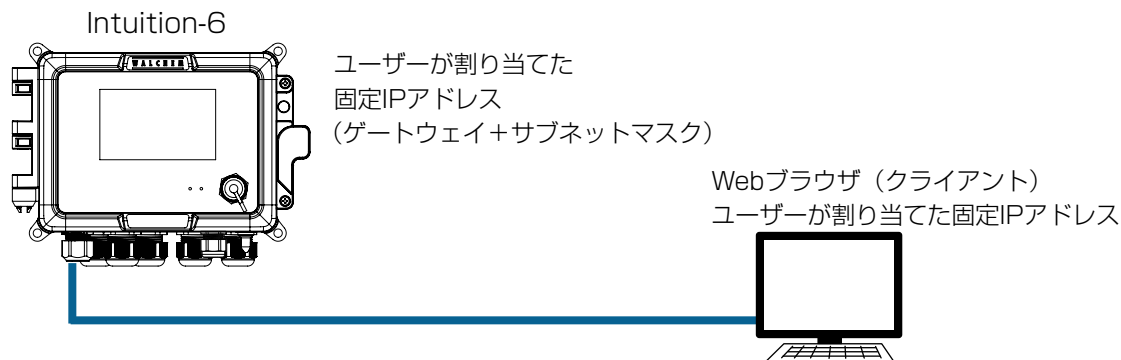 Intuition-6
WALCHEM
ユーザーが割り当てた
固定IPアドレス
(ゲートウェイ+サブネットマスク)
Webブラウザ(クライアント)
ユーザーが割り当てた固定IPアドレス